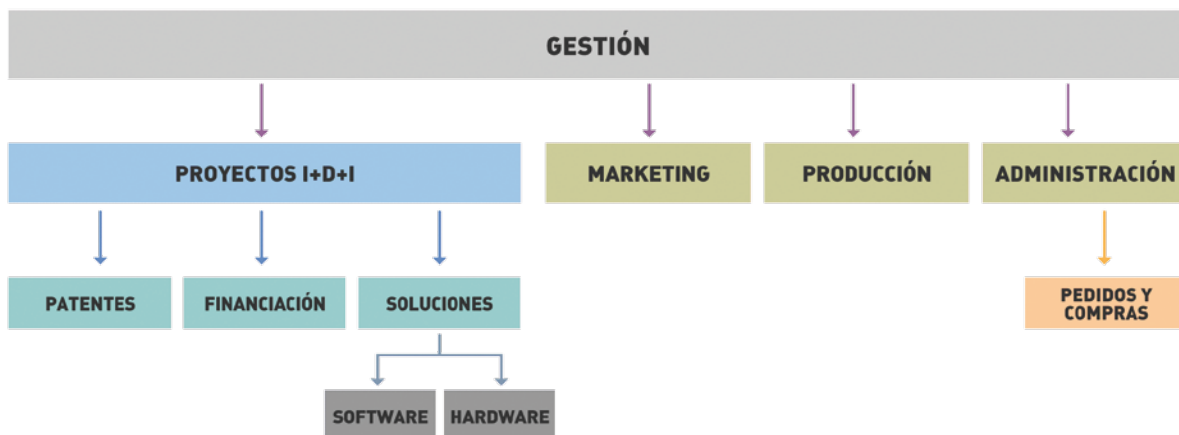 GESTIÓN
PROYECTOS I+D+I
MARKETING
PRODUCCIÓN
ADMINISTRACIÓN
PATENTES
FINANCIACIÓN
SOLUCIONES
PEDIDOS Y
COMPRAS
SOFTWARE
HARDWARE